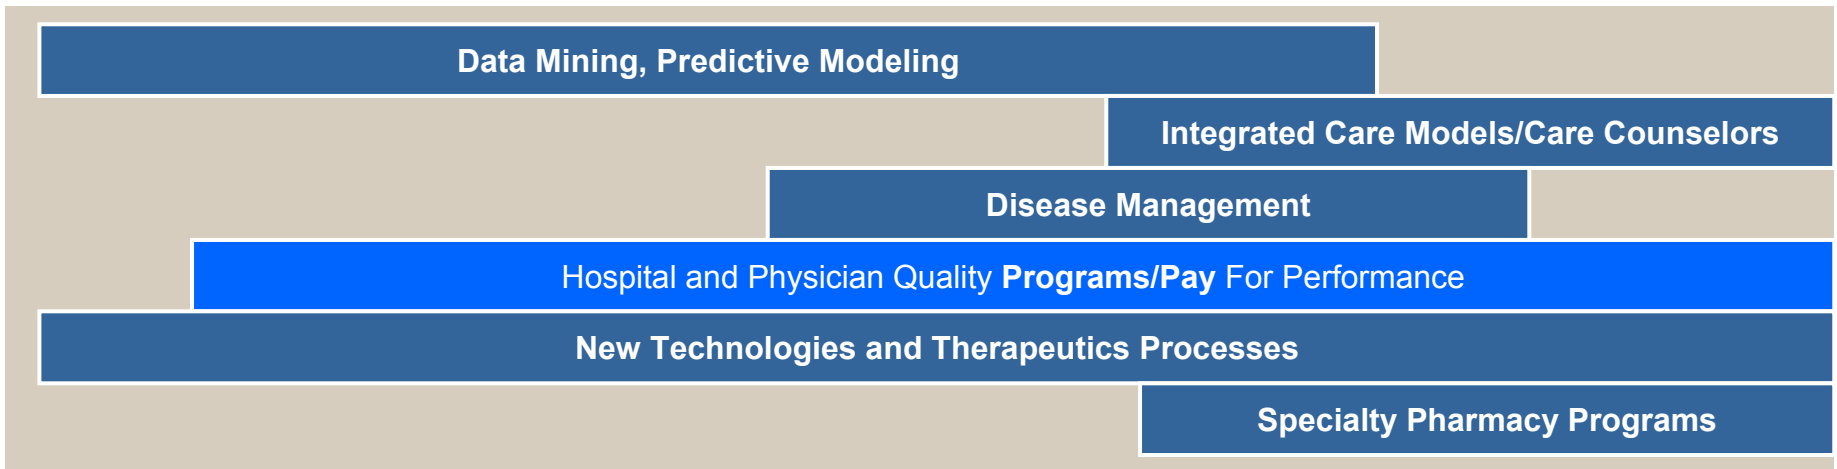 Data Mining, Predictive Modeling
Integrated Care Models/Care Counselors
Disease Management
Hospital and Physician Quality Programs/Pay For Performance
New Technologies and Therapeutics Processes
Specialty Pharmacy Programs